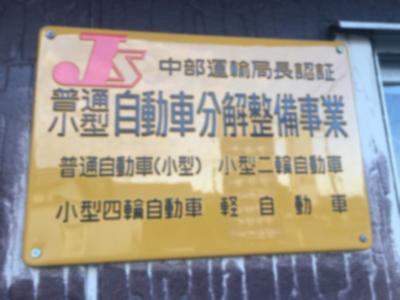 JS 中部運輸局長認証
普通小型 自動車分解整備事業
普通自動車(小型) 小型二輪自動車
小型四輪自動車 軽自動車